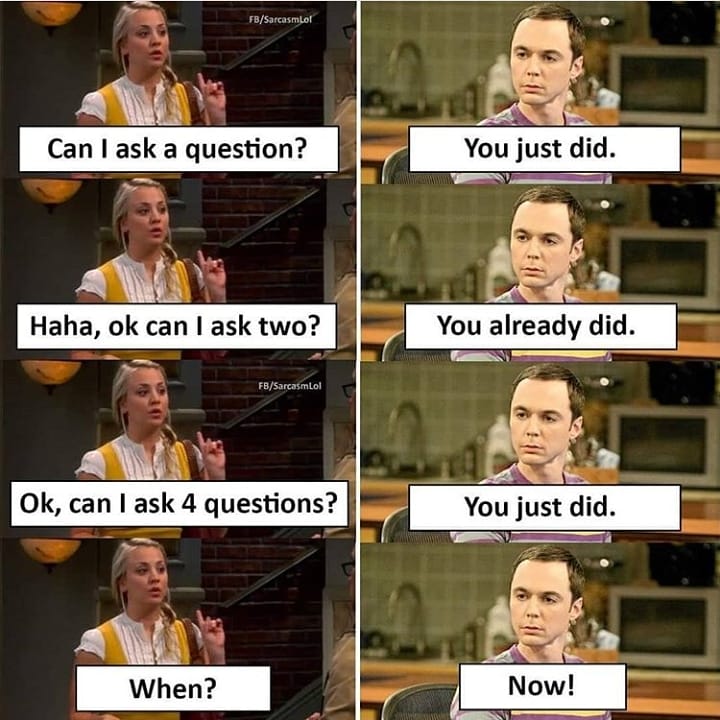 FB/SarcasmLol
Can I ask a question?
You just did.
Haha, ok can I ask two?
You already did.
FB/SarcasmLol
Ok, can I ask 4 questions?
You just did.
When?
Now!